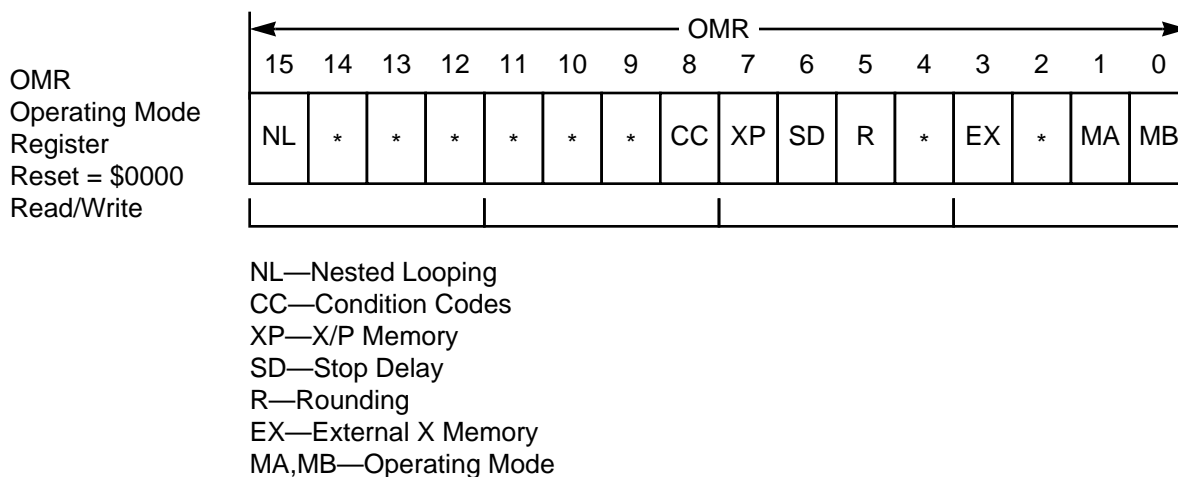 OMR
15 14 13 12 11 10 9 8 7 6 5 4 3 2 1 0
OMR
Operating Mode
Register
Reset = $0000
Read/Write
NL * * * * * * CC XP SD R * EX * MA MB
NL—Nested Looping
CC—Condition Codes
XP—X/P Memory
SD—Stop Delay
R—Rounding
EX—External X Memory
MA,MB—Operating Mode